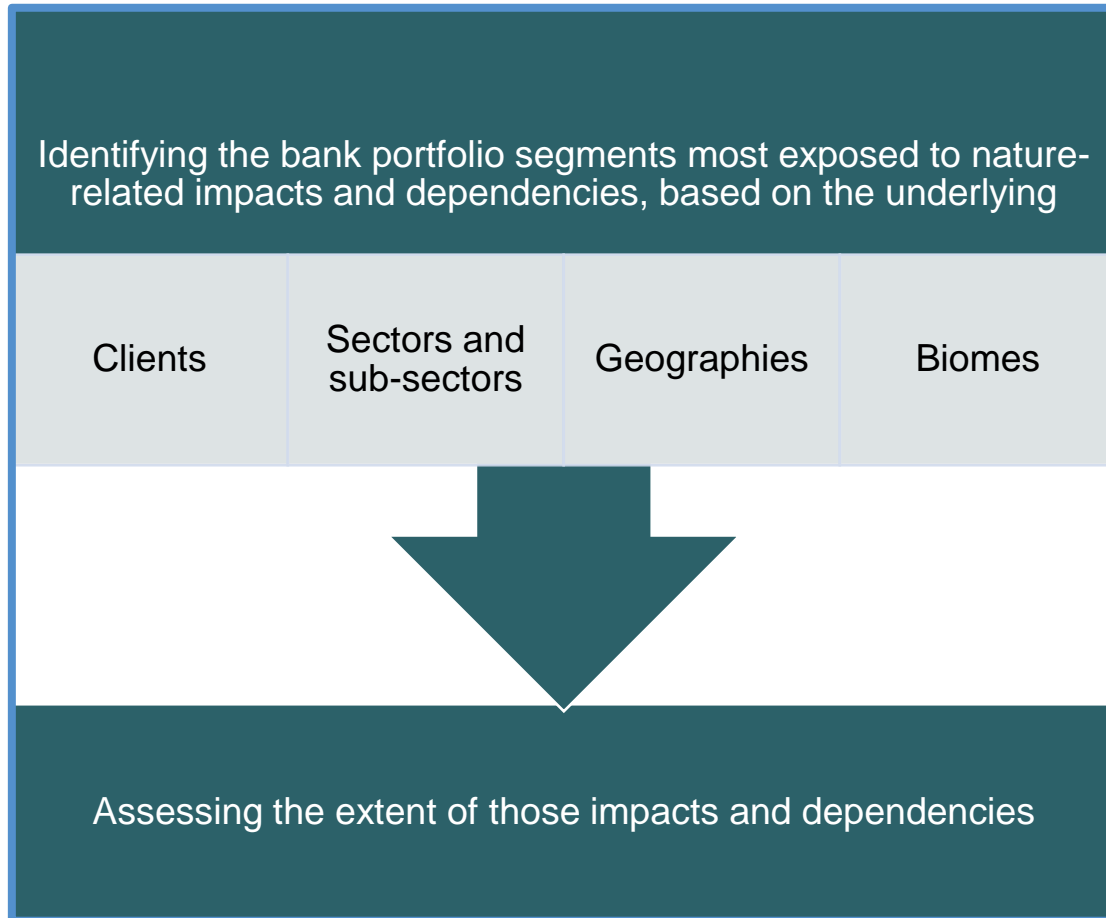 Identifying the bank portfolio segments most exposed to nature-
related impacts and dependencies, based on the underlying
Clients
Sectors and
sub-sectors
Geographies
Biomes
Assessing the extent of those impacts and dependencies